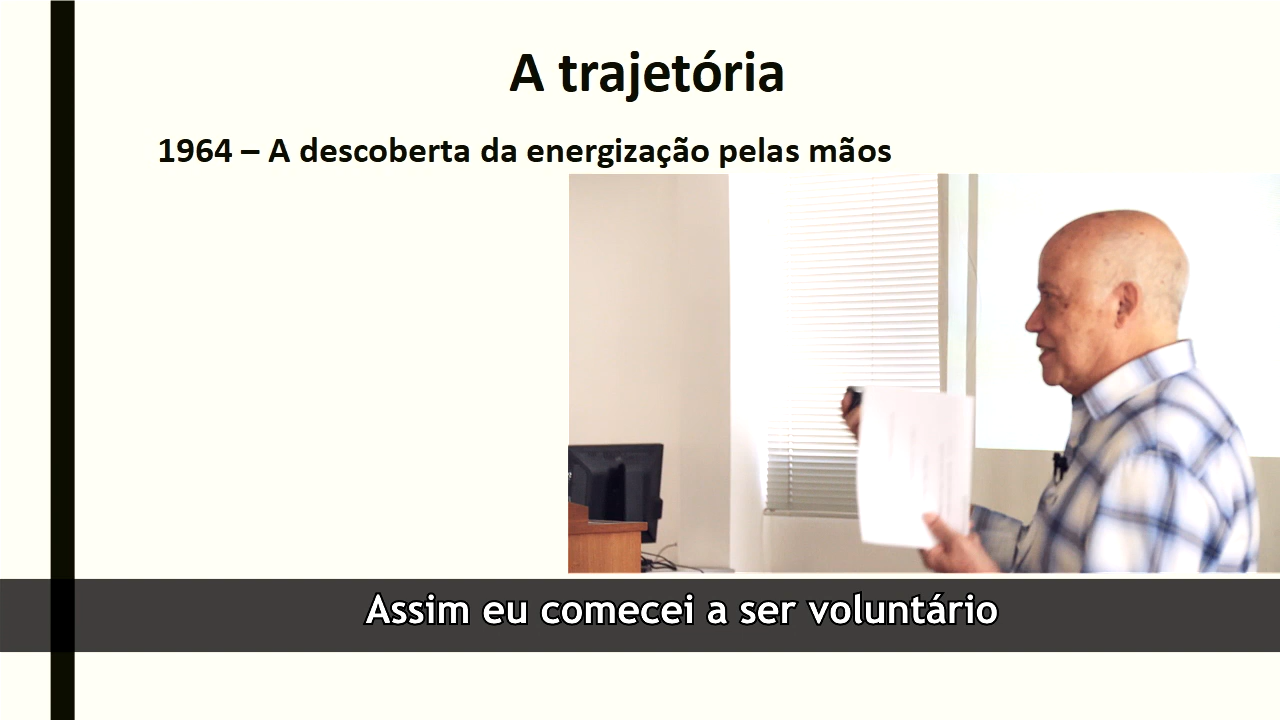 A trajetória
1964 – A descoberta da energização pelas mãos
Assim eu comecei a ser voluntário